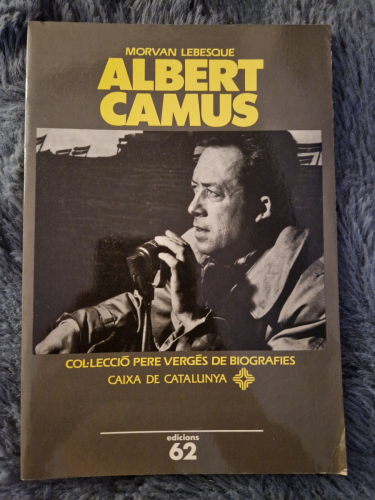 MORVAN LEBESQUE
ALBERT
CAMUS
COL·LECCIÓ PERE VERGÉS DE BIOGRAFIES
CAIXA DE CATALUNYA
edicions
62